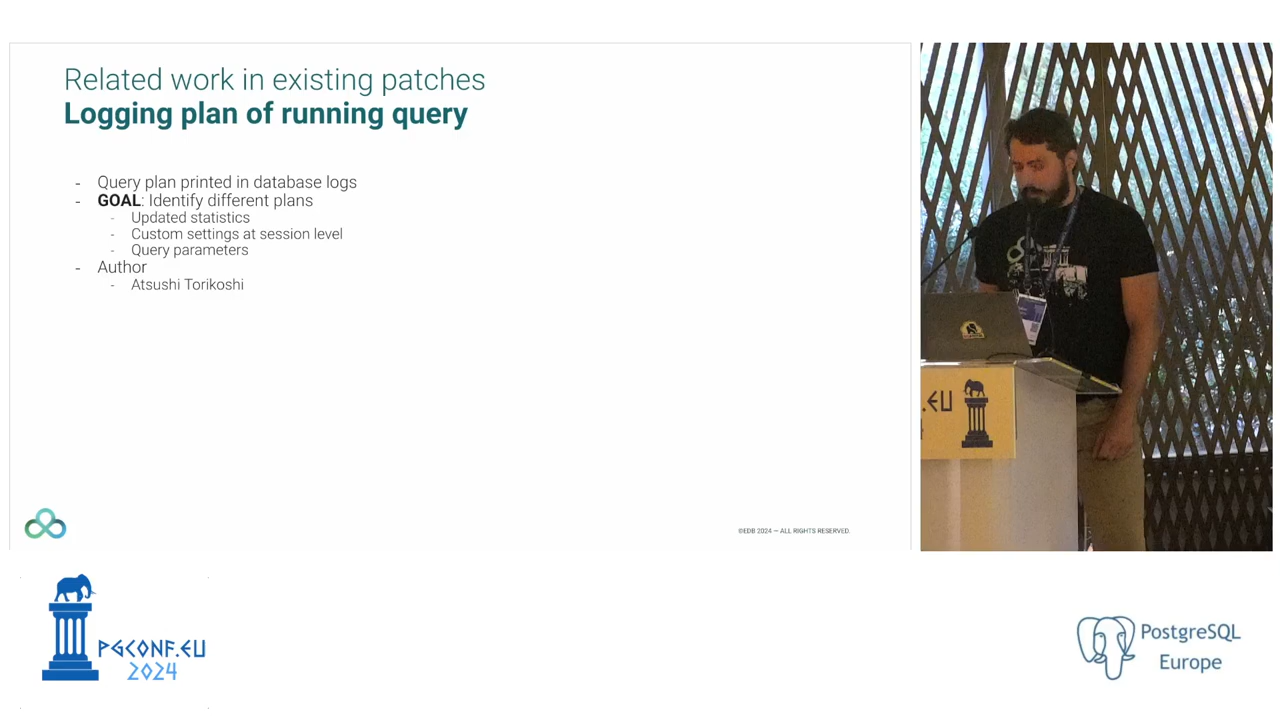 Related work in existing patches
Logging plan of running query
- Query plan printed in database logs
- GOAL: Identify different plans
- Updated statistics
- Custom settings at session level
- Query parameters
- Author
- Atsushi Torikoshi
©EDB 2024 — ALL RIGHTS RESERVED.
.EU
PGCONF.EU
2024
PostgreSQL
Europe